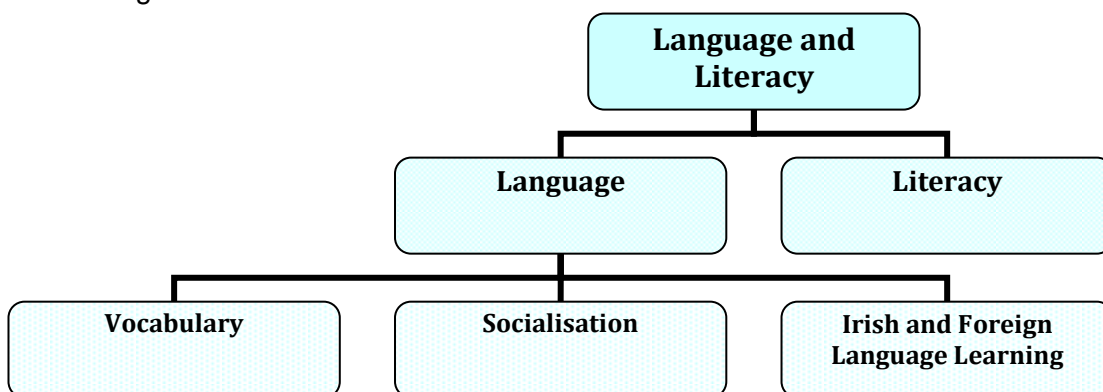 Language and
Literacy
Language
Literacy
Vocabulary
Socialisation
Irish and Foreign
Language Learning